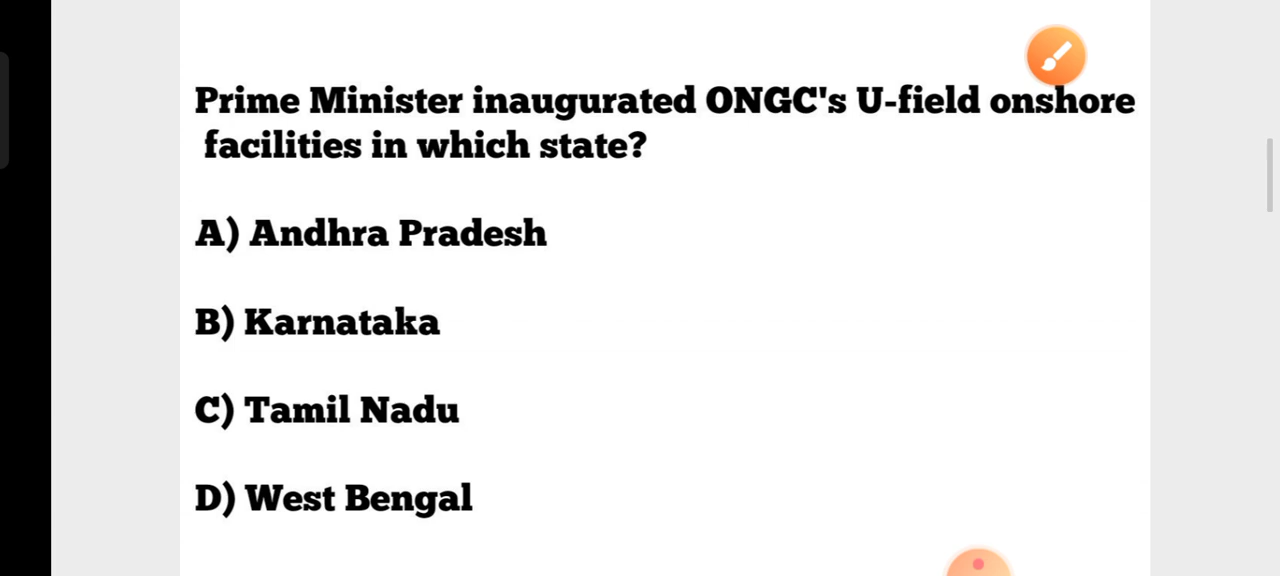 Prime Minister inaugurated ONGC's U-field onshore
facilities in which state?
A) Andhra Pradesh
B) Karnataka
C) Tamil Nadu
D) West Bengal